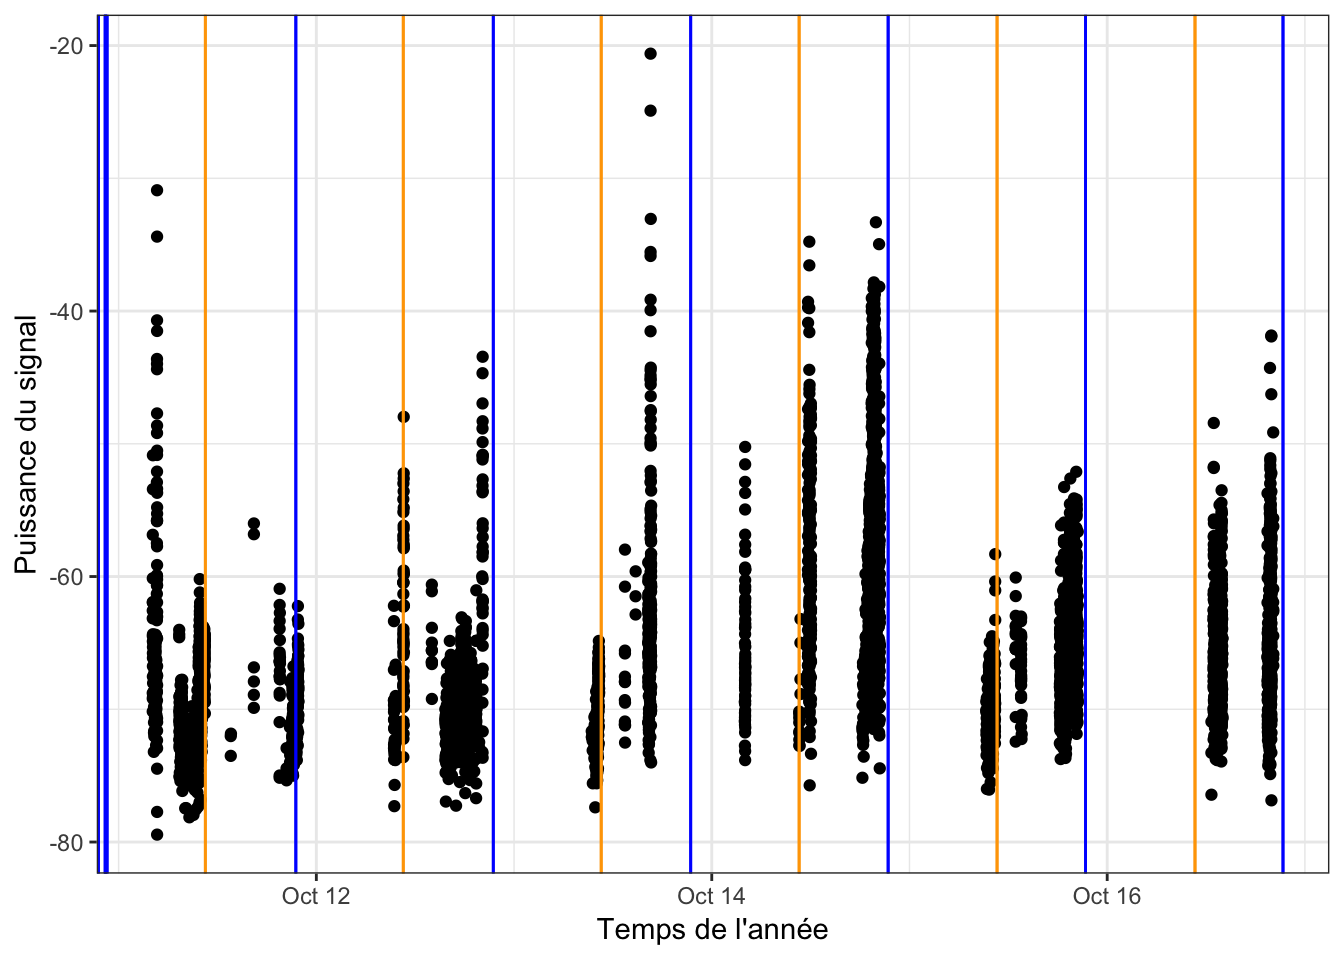 Puissance du signal
-20
-40
-60
-80
Oct 12
Oct 14
Oct 16
Temps de l'année